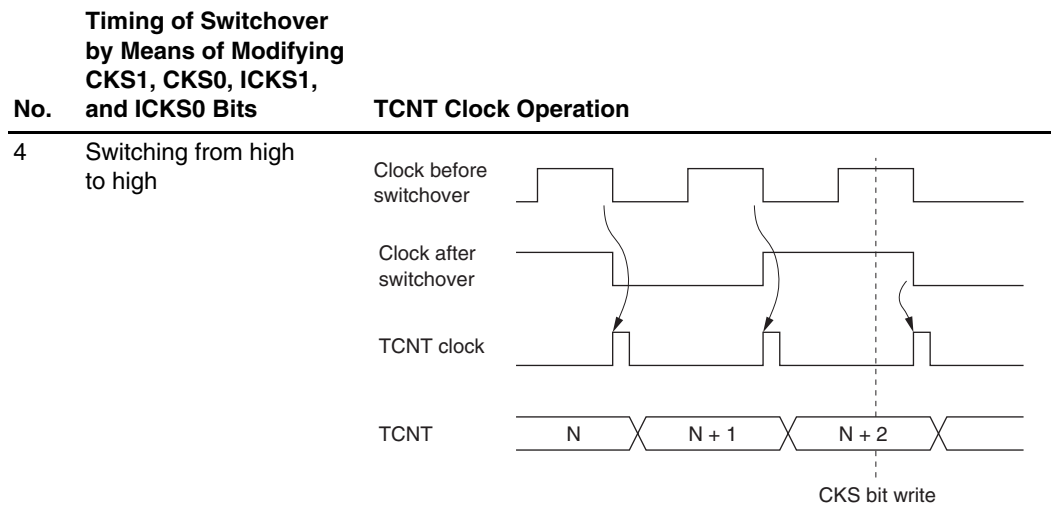 Timing of Switchover
by Means of Modifying
CKS1, CKS0, ICKS1,
No. and ICKS0 Bits TCNT Clock Operation
4 Switching from high
to high
Clock before
switchover
Clock after
switchover
TCNT clock
TCNT N N + 1 N + 2
CKS bit write